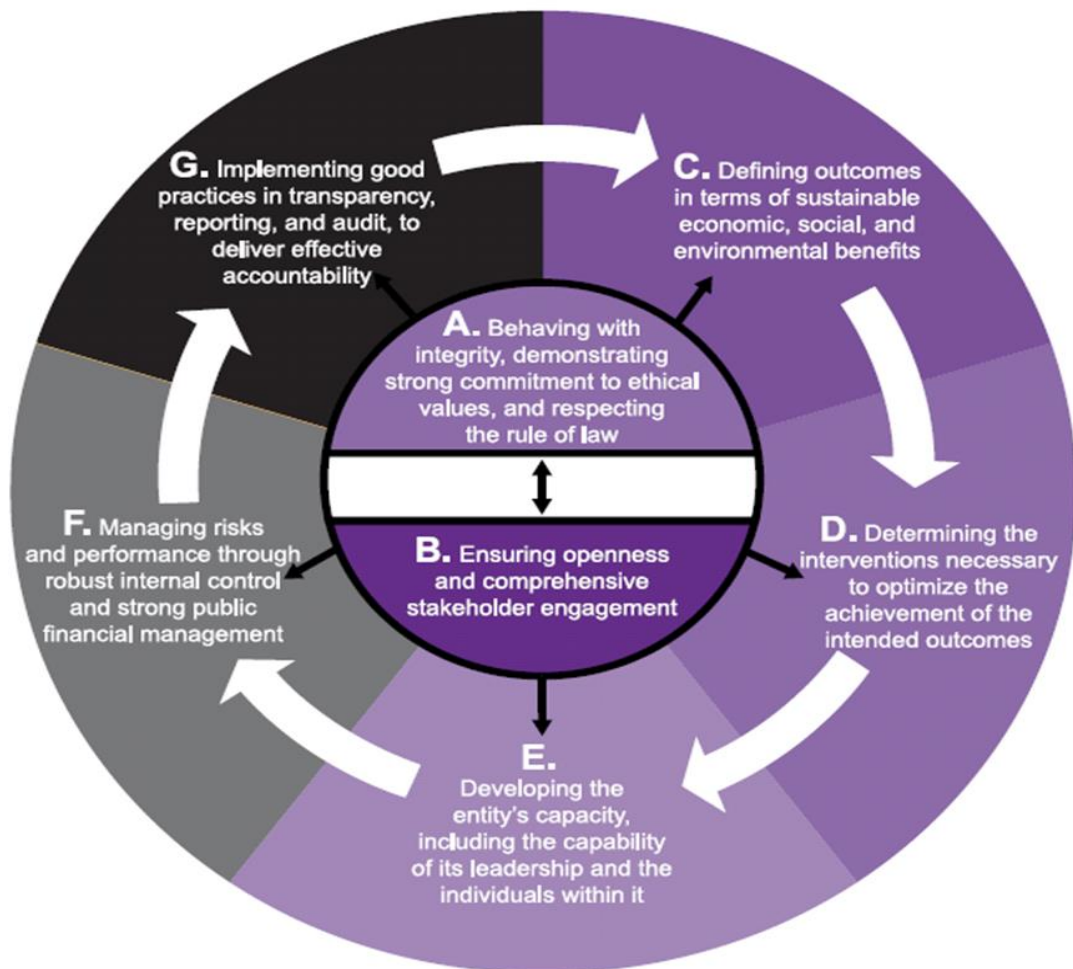 A. Behaving with
integrity, demonstrating
strong commitment to ethical
values, and respecting
the rule of law
B. Ensuring openness
and comprehensive
stakeholder engagement
C. Defining outcomes
in terms of sustainable
economic, social, and
environmental benefits
D. Determining the
interventions necessary
to optimize the
achievement of the
intended outcomes
E.
Developing the
entity's capacity,
including the capability
of its leadership and the
individuals within it
F. Managing risks
and performance through
robust internal control
and strong public
financial management
G. Implementing good
practices in transparency,
reporting, and audit, to
deliver effective
accountability